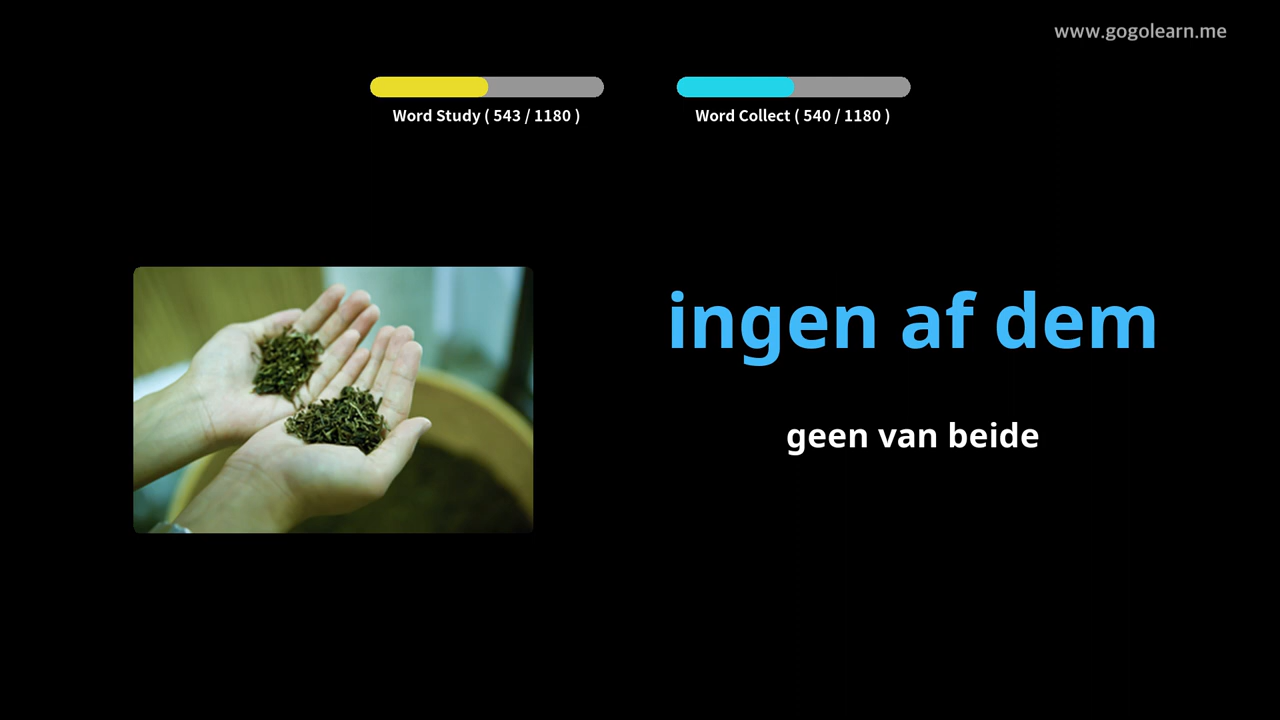 www.gogolearn.me
Word Study ( 543 / 1180 )
Word Collect ( 540 / 1180 )
ingen af dem
geen van beide